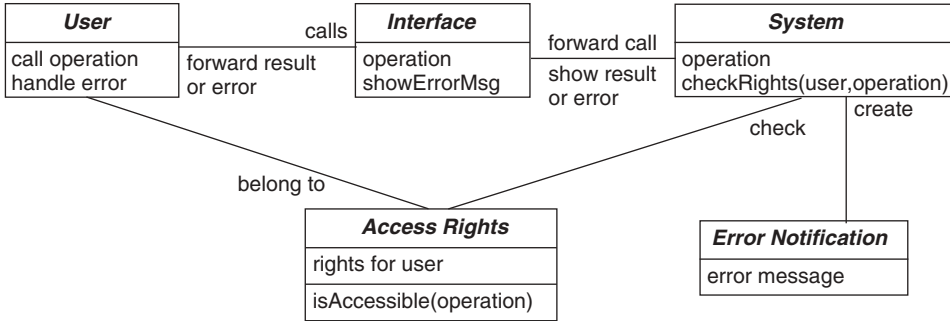 User
call operation
handle error
calls
forward result
or error
Interface
operation
showErrorMsg
forward call
show result
or error
System
operation
checkRights(user,operation)
check
create
belong to
Access Rights
rights for user
isAccessible(operation)
Error Notification
error message